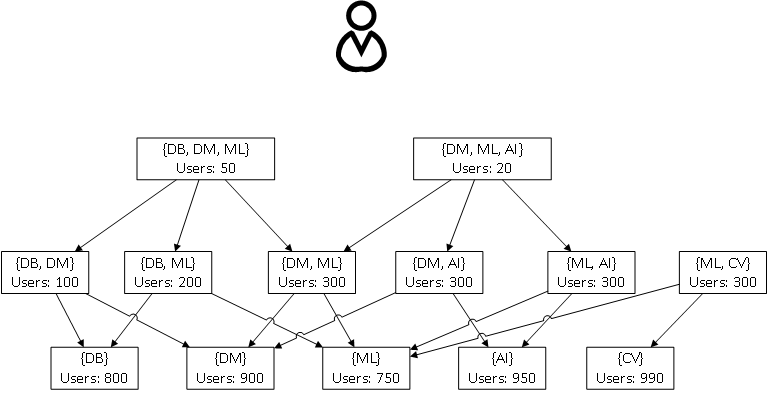 {DB, DM, ML}
Users: 50
{DM, ML, AI}
Users: 20
{DB, DM}
Users: 100
{DB, ML}
Users: 200
{DM, ML}
Users: 300
{DM, AI}
Users: 300
{ML, AI}
Users: 300
{ML, CV}
Users: 300
{DB}
Users: 800
{DM}
Users: 900
{ML}
Users: 750
{AI}
Users: 950
{CV}
Users: 990